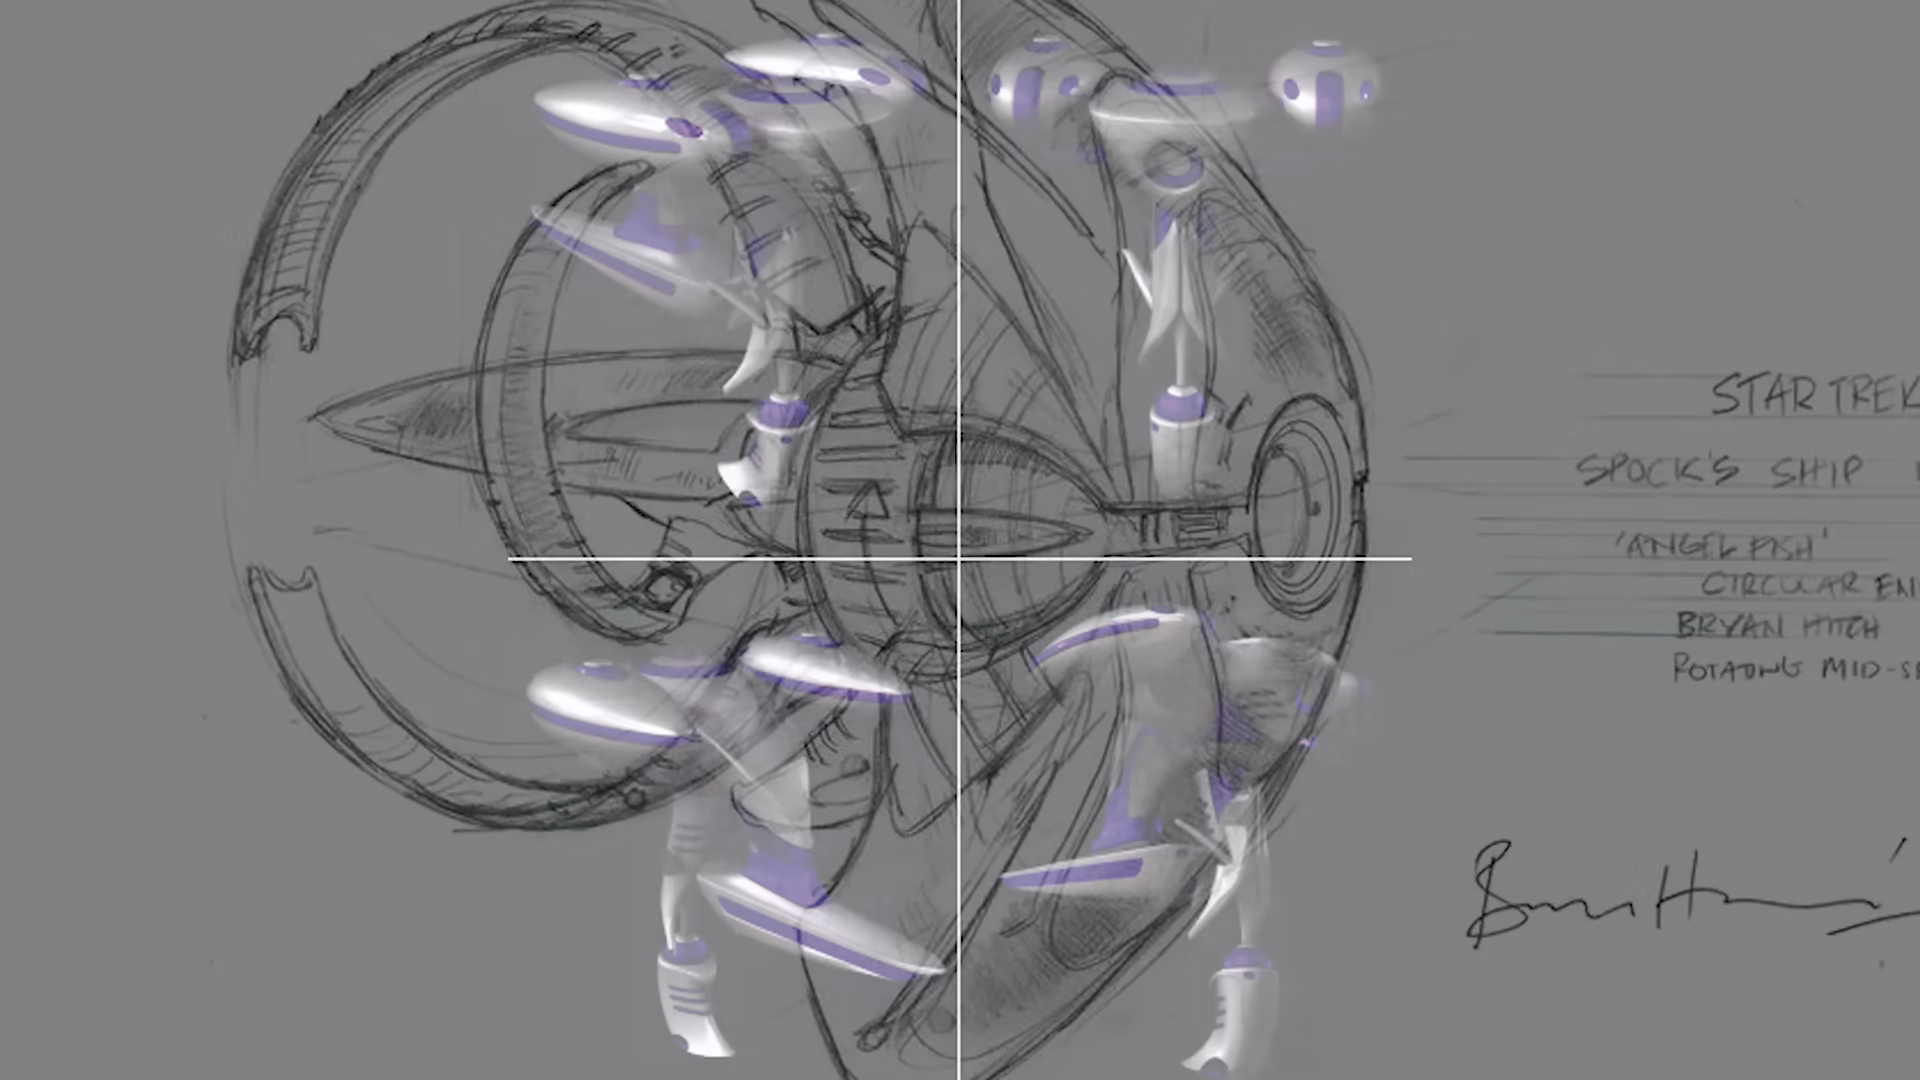 STAR TREK
SPOCK'S SHIP
'ANGEL FISH'
CIRCULAR EN
BRYAN HITCH
ROTATING MID-S